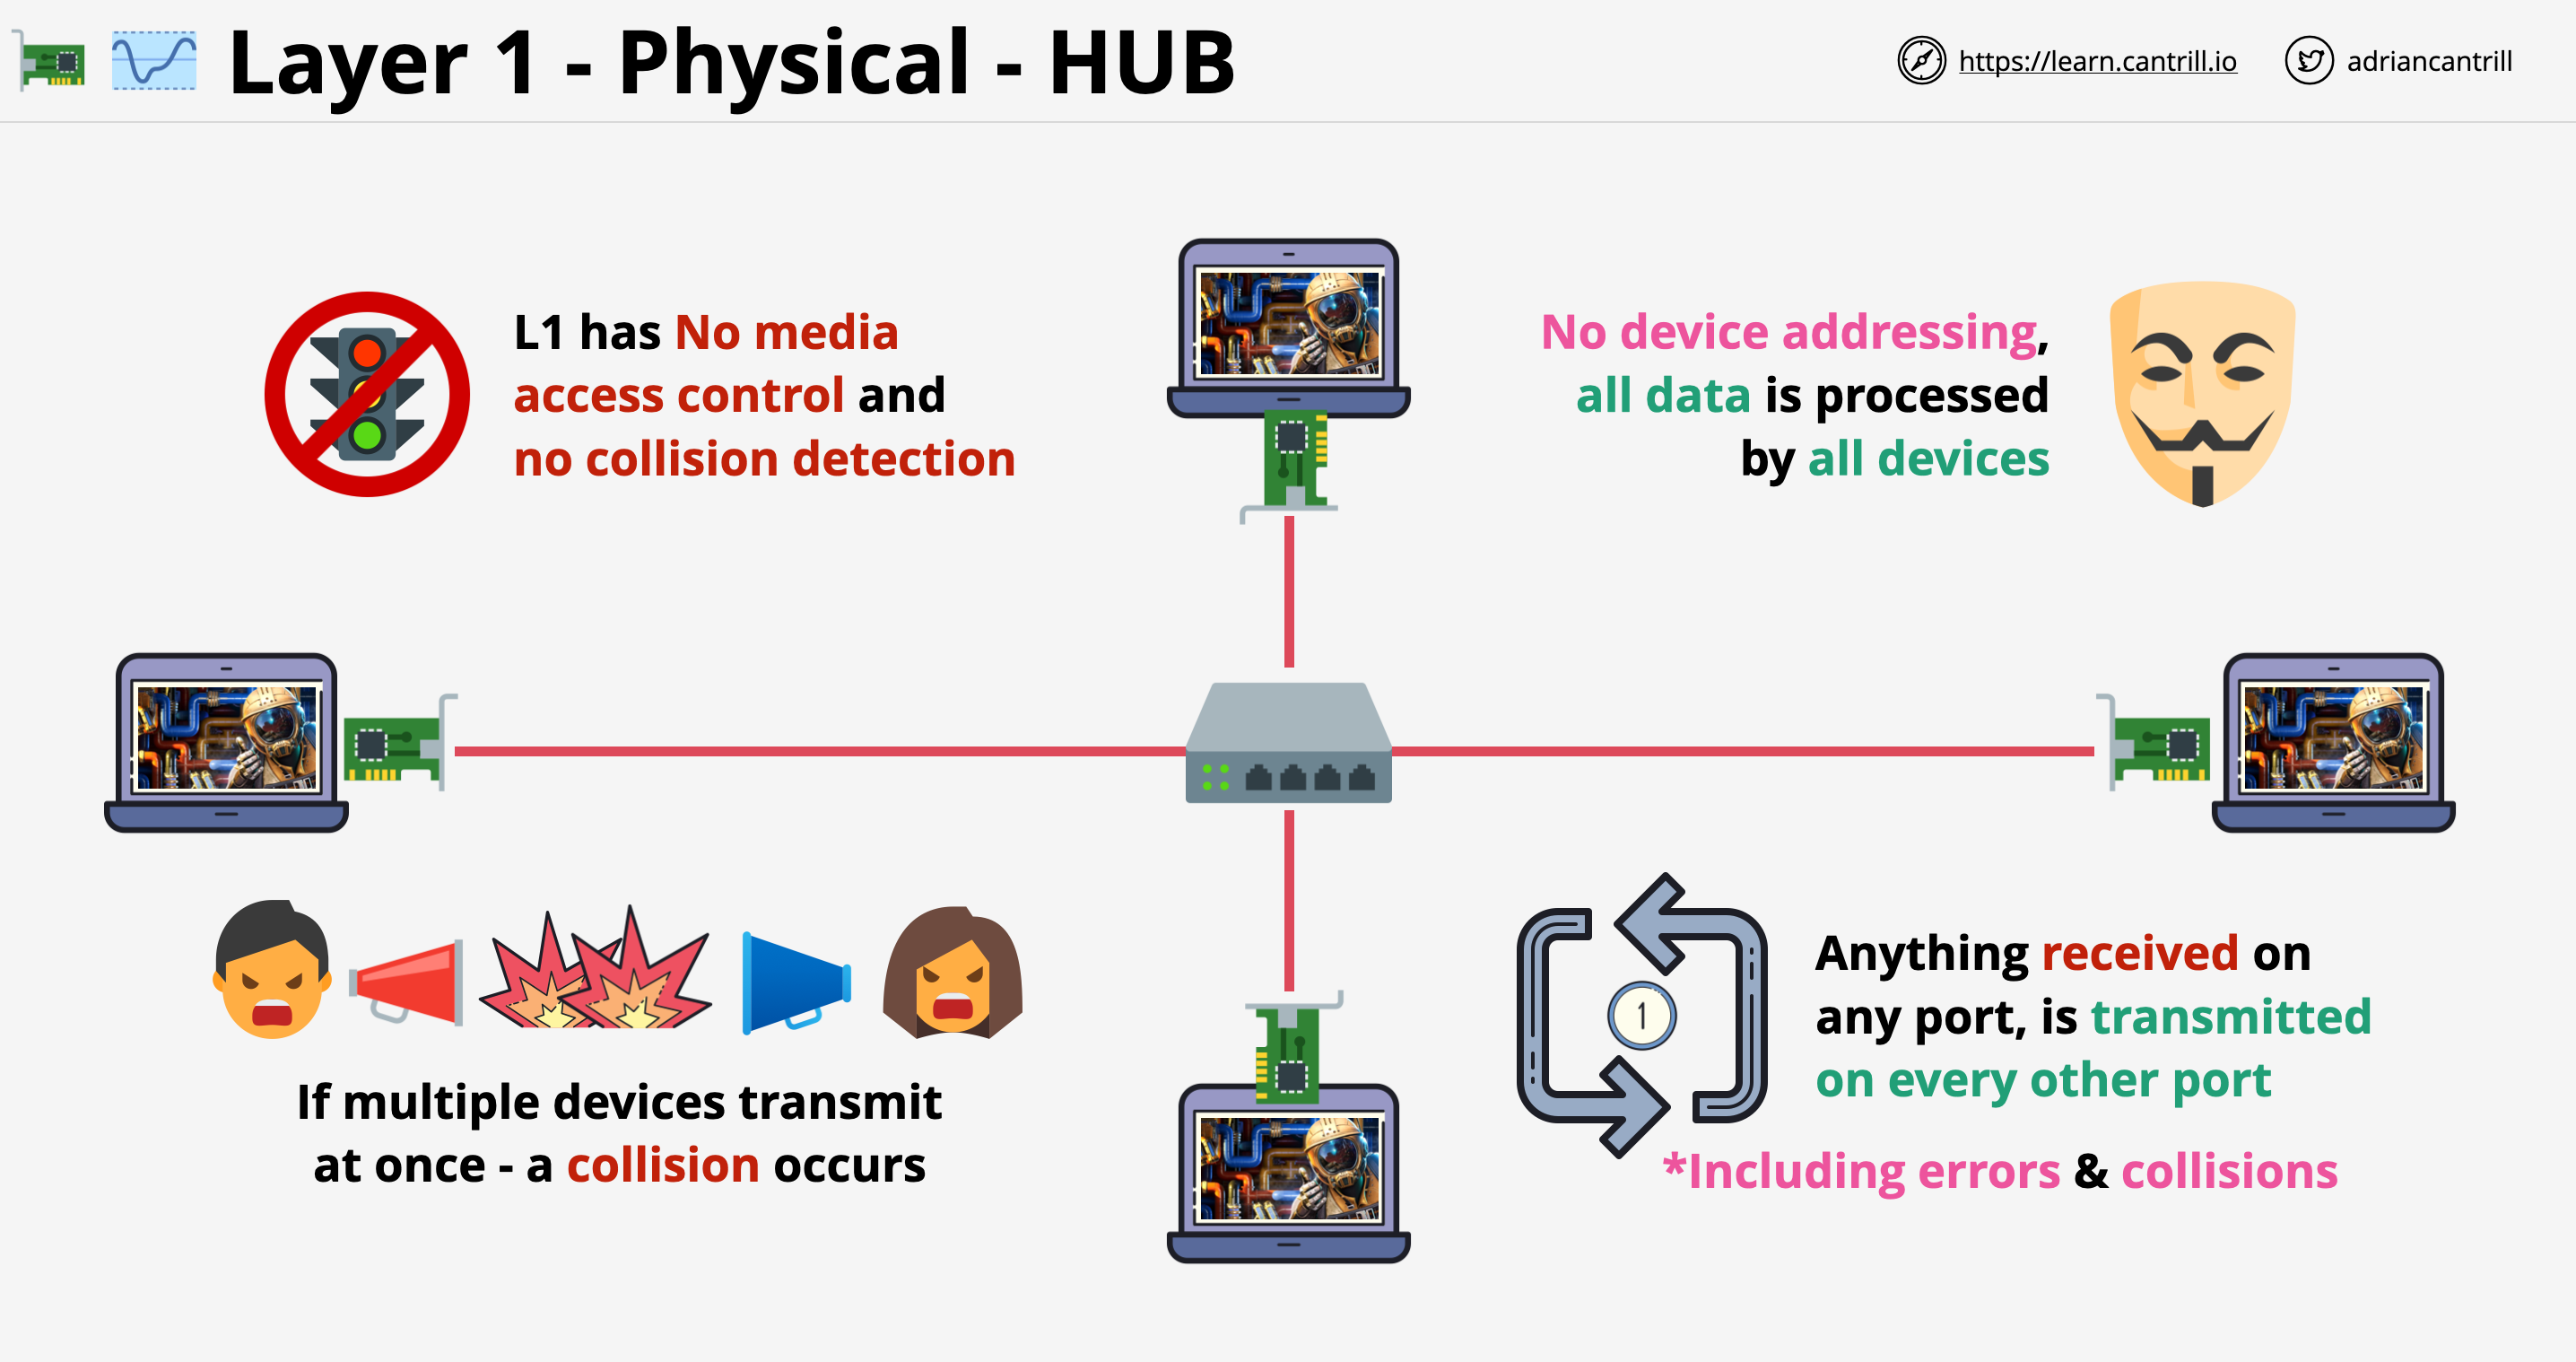 Layer 1 - Physical - HUB
https://learn.cantrill.io
adriancantrill
L1 has No media
access control and
no collision detection
No device addressing,
all data is processed
by all devices
If multiple devices transmit
at once - a collision occurs
1
Anything received on
any port, is transmitted
on every other port
*Including errors & collisions